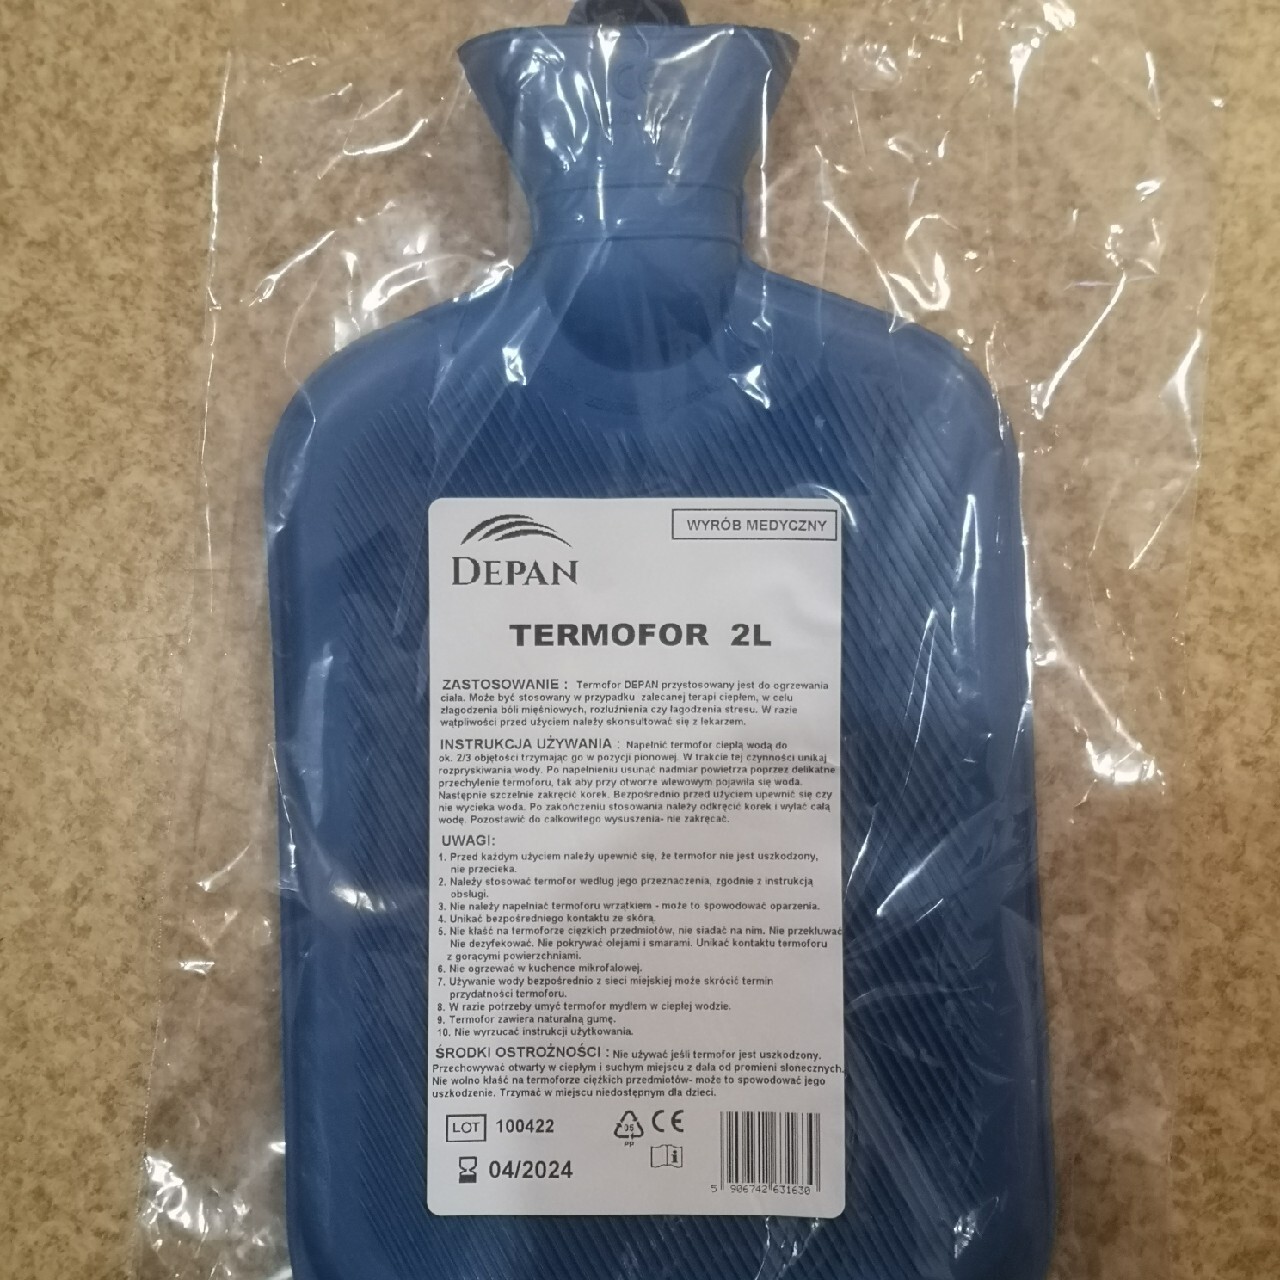 DEPAN
WYRÓB MEDYCZNY
TERMOFOR 2L
ZASTOSOWANIE : Termofor DEPAN przystosowany jest do ogrzewania
ciała. Może być stosowany w przypadku zalecanej terapi ciepłem, w celu
złagodzenia bóli mięśniowych, rozluźnienia czy łagodzenia stresu. W razie
wątpliwości przed użyciem należy skonsultować się z lekarzem.
INSTRUKCJA UŻYWANIA : Napełnić termofor ciepłą wodą do
ok. 2/3 objętości trzymając go w pozycji pionowej. W trakcie tej czynności unikaj
rozpryskiwania wody. Po napełnieniu usunąć nadmiar powietrza poprzez delikatne
przechylenie termoforu, tak aby przy otworze wlewowym pojawiła się woda.
Następnie szczelnie zakręcić korek. Bezpośrednio przed użyciem upewnić się czy
nie wycieka woda. Po zakończeniu stosowania należy odkręcić korek i wylać całą
wodę. Pozostawić do całkowitego wysuszenia- nie zakręcać.
UWAGI:
1. Przed każdym użyciem należy upewnić się, że termofor nie jest uszkodzony,
nie przecieka.
2. Należy stosować termofor według jego przeznaczenia, zgodnie z instrukcją
obsługi.
3. Nie należy napełniać termoforu wrzątkiem - może to spowodować oparzenia.
4. Unikać bezpośredniego kontaktu ze skórą.
5. Nie kłaść na termoforze ciężkich przedmiotów, nie siadać na nim. Nie przekłuwać
Nie dezyfekować. Nie pokrywać olejami i smarami. Unikać kontaktu termoforu
z gorącymi powierzchniami.
6. Nie ogrzewać w kuchence mikrofalowej.
7. Używanie wody bezpośrednio z sieci miejskiej może skrócić termin
przydatności termoforu.
8. W razie potrzeby umyć termofor mydłem w ciepłej wodzie.
9. Termofor zawiera naturalną gumę.
10. Nie wyrzucać instrukcji użytkowania.
ŚRODKI OSTROŻNOŚCI : Nie używać jeśli termofor jest uszkodzony.
Przechowywać otwarty w ciepłym i suchym miejscu z dala od promieni słonecznych.
Nie wolno kłaść na termoforze ciężkich przedmiotów- może to spowodować jego
uszkodzenie. Trzymać w miejscu niedostępnym dla dzieci.
LOT 100422
05
PP
CE
i
04/2024
5 906742 631630